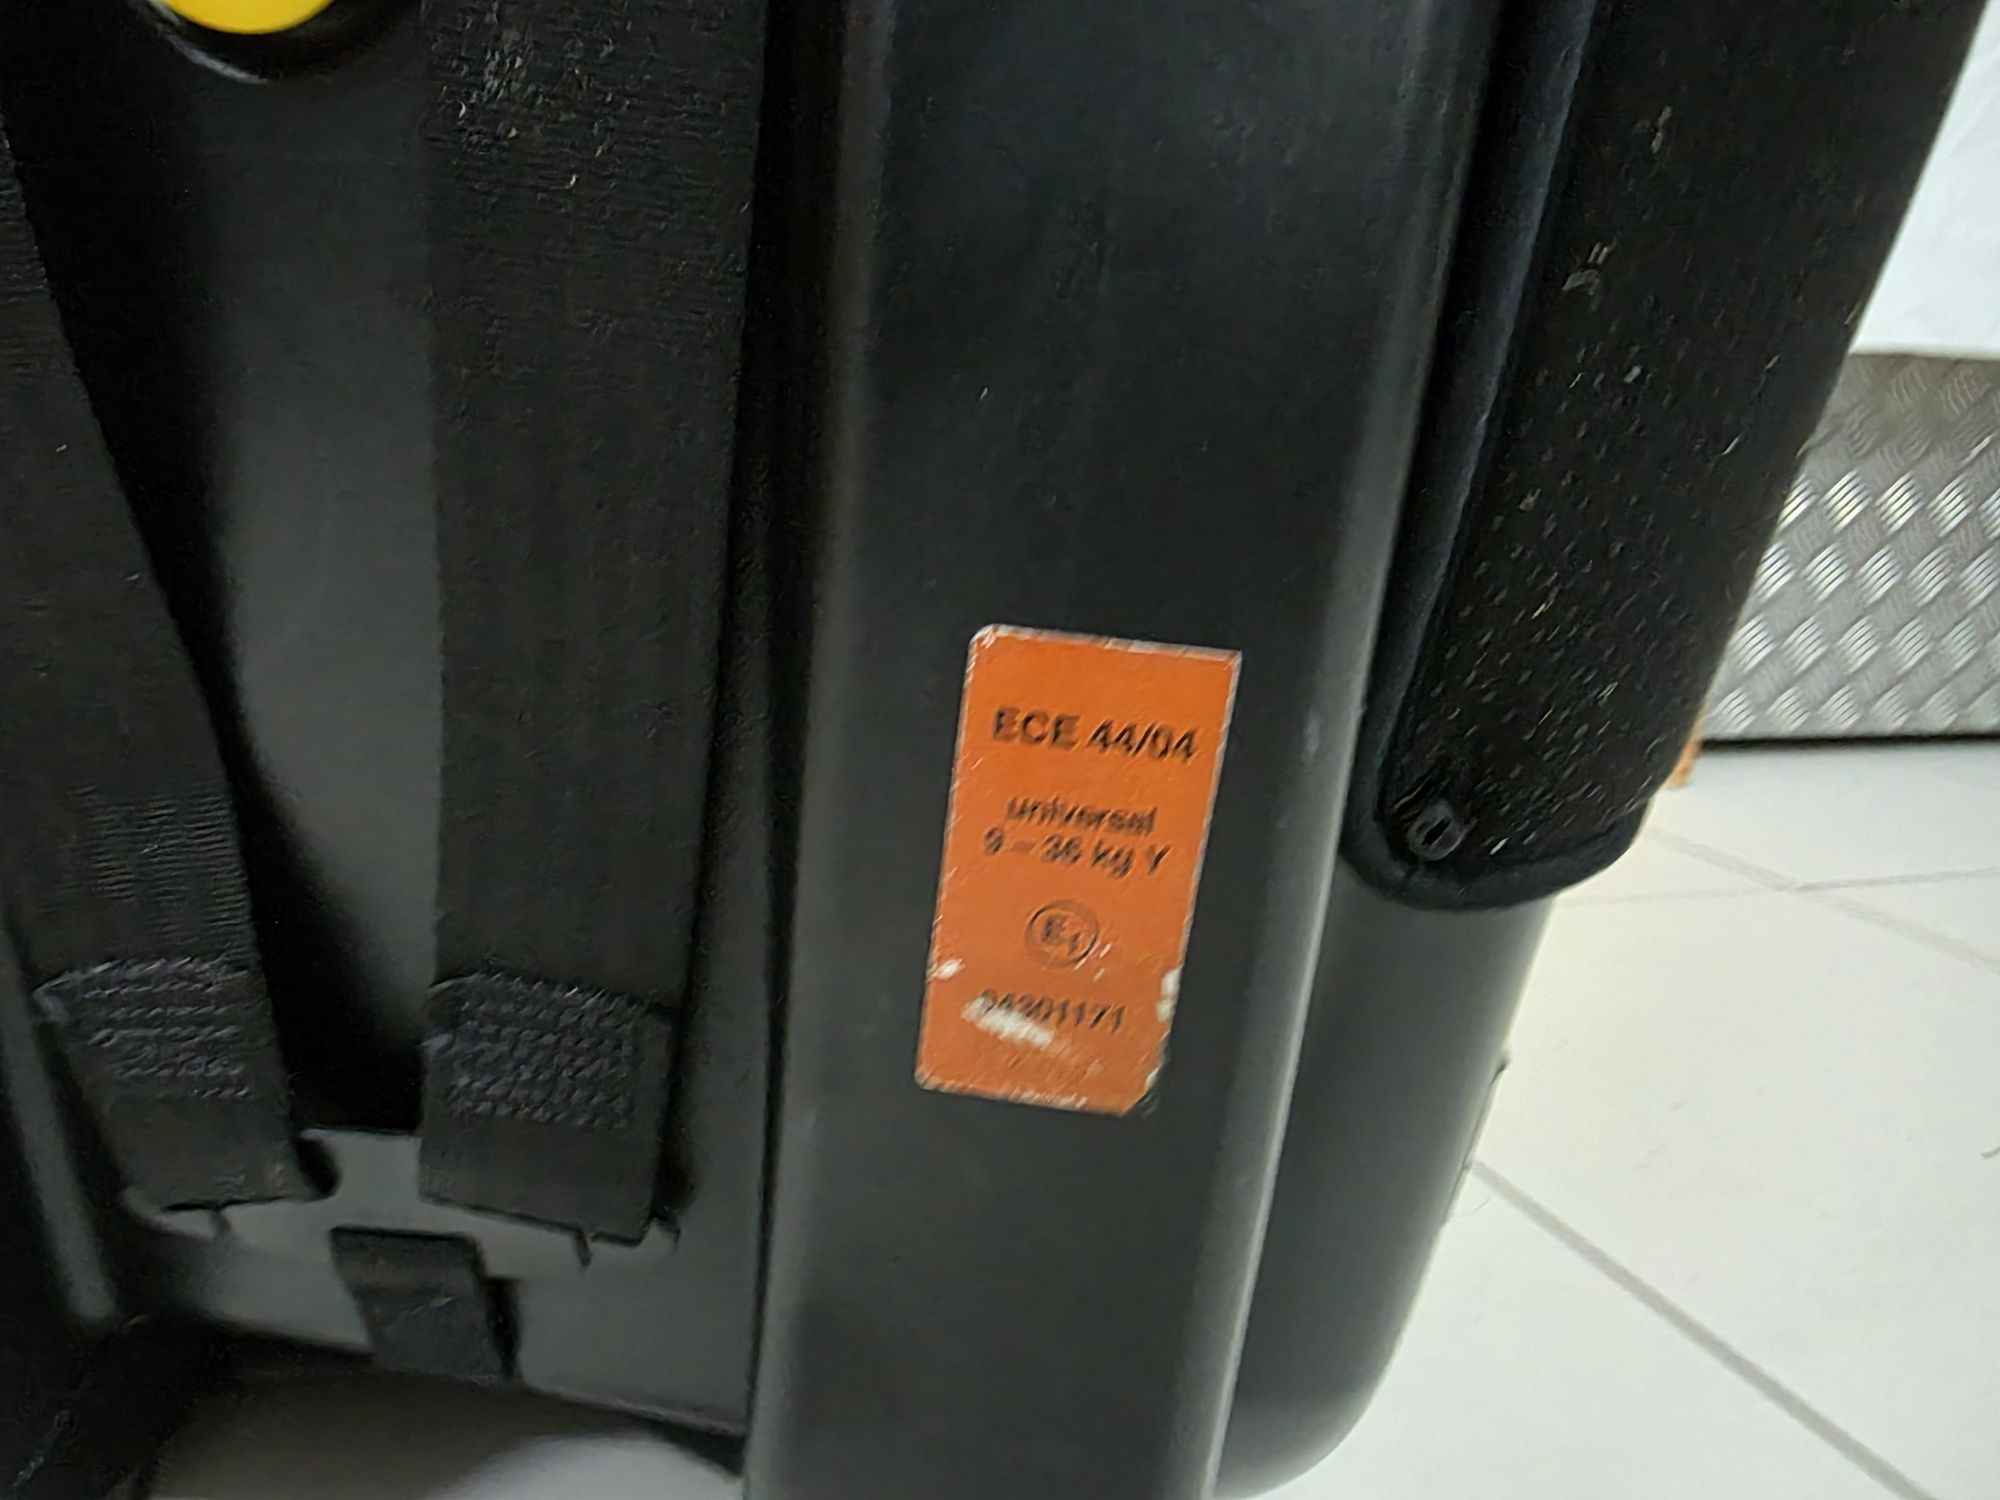 ECE 44/04
universal
9 – 36 kg Y
E1
04301171